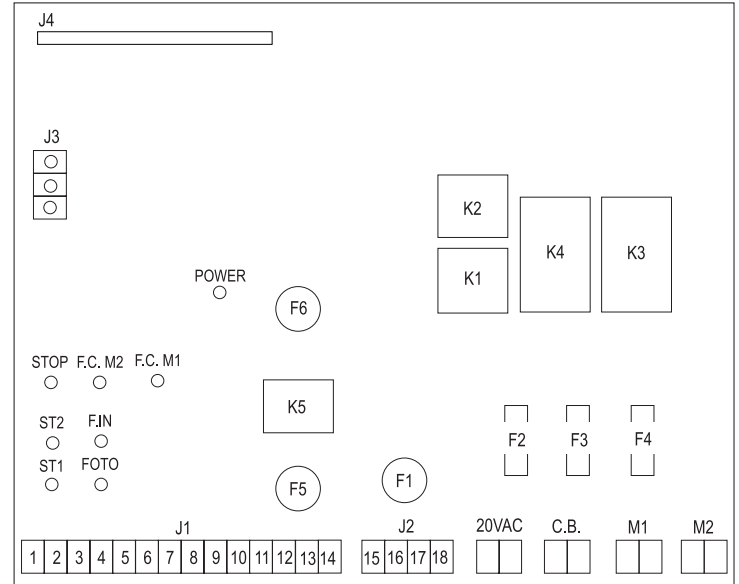 J4
J3
K2
K4
K3
K1
POWER
F6
STOP F.C. M2 F.C. M1
K5
ST2 F.IN
F2 F3 F4
ST1 FOTO
F5
F1
J1 J2 20VAC C.B. M1 M2
1 2 3 4 5 6 7 8 9 10 11 12 13 14 15 16 17 18